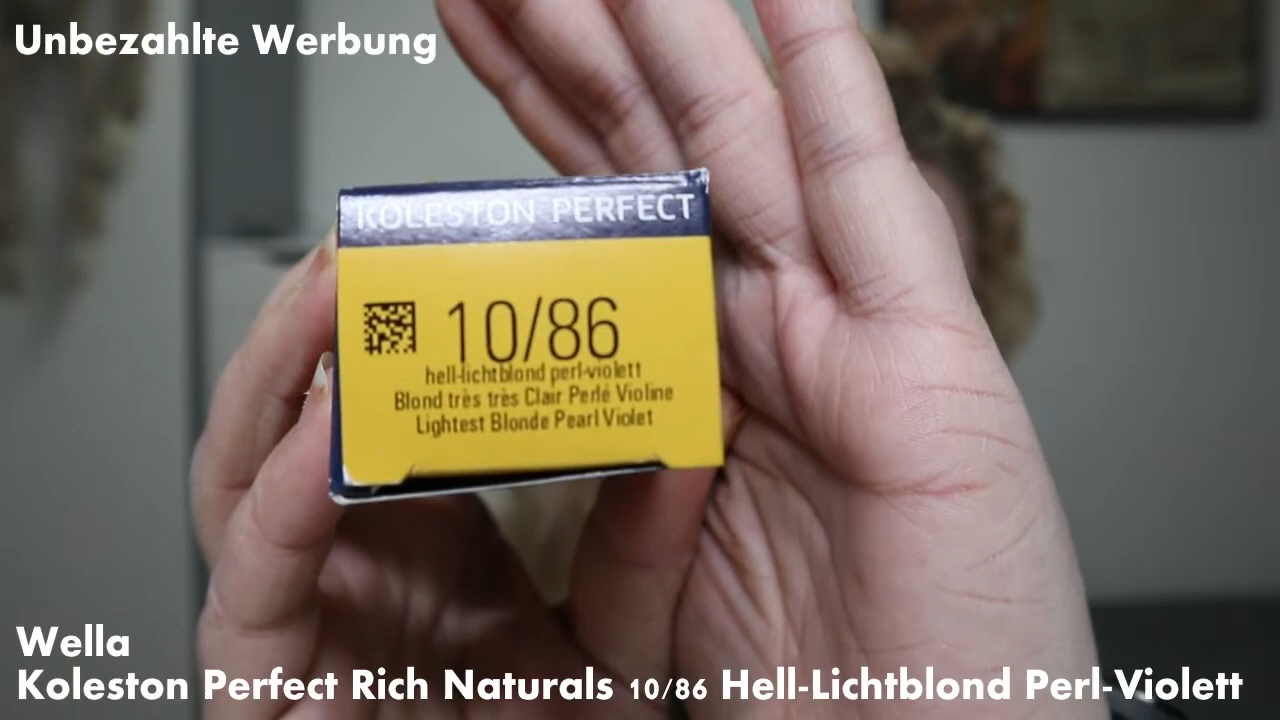 Unbezahlte Werbung
KOLESTON PERFECT
10/86
hell-lichtblond perl-violett
Blond très très Clair Perlé Violine
Lightest Blonde Pearl Violet
Wella
Koleston Perfect Rich Naturals 10/86 Hell-Lichtblond Perl-Violett